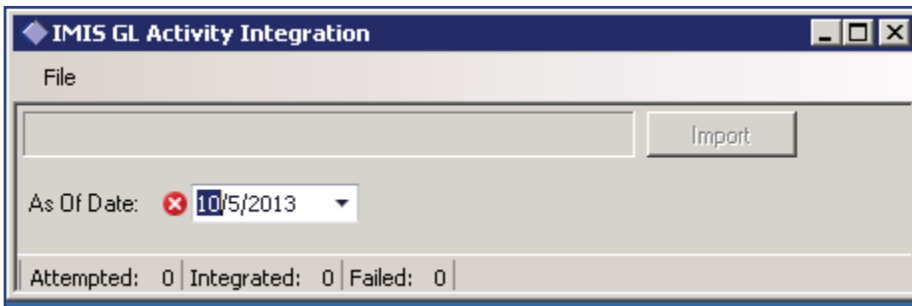 IMIS GL Activity Integration
File
Import
As Of Date: 10/5/2013
Attempted: 0 Integrated: 0 Failed: 0